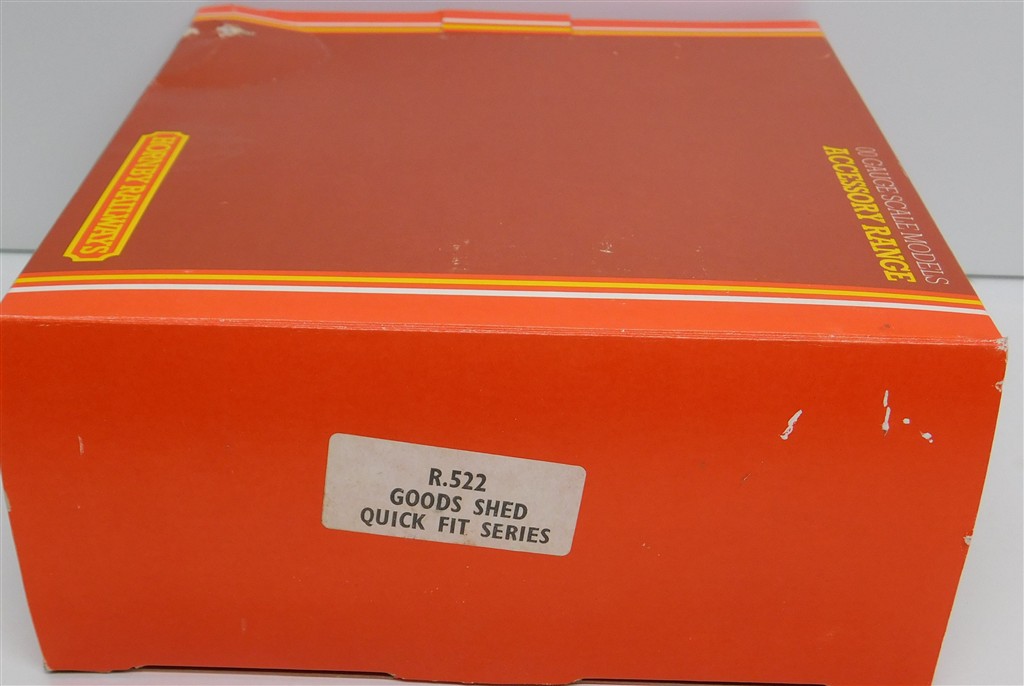 HORNBY RAILWAYS
00 GAUGE SCALE MODELS
ACCESSORY RANGE
R.522
GOODS SHED
QUICK FIT SERIES